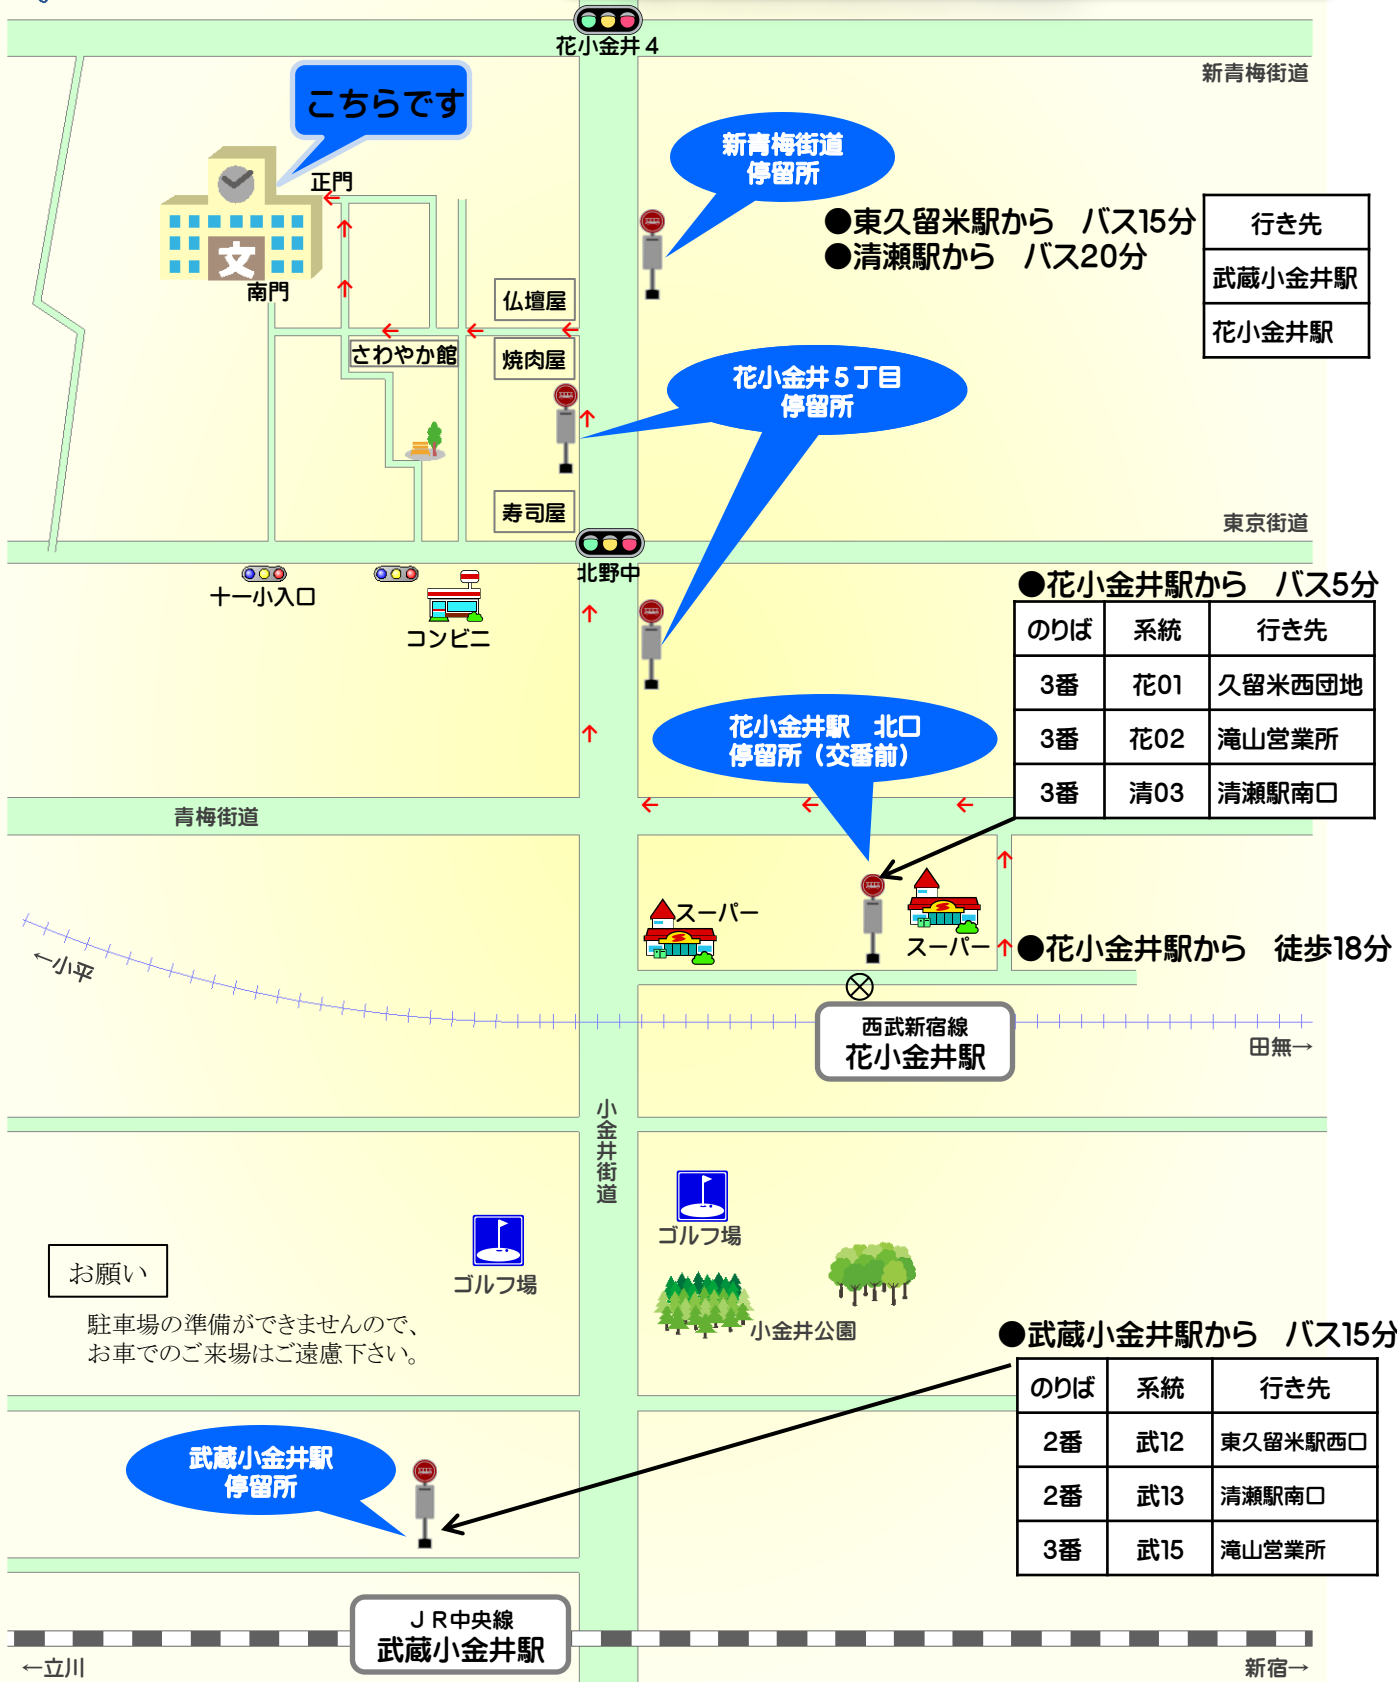 花小金井４
新青梅街道
こちらです
新青梅街道
停留所
正門
文
南門
●東久留米駅から　バス15分
●清瀬駅から　バス20分
行き先
武蔵小金井駅
花小金井駅
仏壇屋
さわやか館
焼肉屋
花小金井５丁目
停留所
寿司屋
東京街道
北野中
十一小入口
コンビニ
●花小金井駅から　バス5分
のりば 系統 行き先
3番 花01 久留米西団地
3番 花02 滝山営業所
3番 清03 清瀬駅南口
花小金井駅　北口
停留所（交番前）
青梅街道
スーパー
スーパー
●花小金井駅から　徒歩18分
←小平
西武新宿線
花小金井駅
田無→
小金井街道
ゴルフ場
ゴルフ場
小金井公園
お願い
駐車場の準備ができませんので、
お車でのご来場はご遠慮下さい。
●武蔵小金井駅から　バス15分
のりば 系統 行き先
2番 武12 東久留米駅西口
2番 武13 清瀬駅南口
3番 武15 滝山営業所
武蔵小金井駅
停留所
ＪＲ中央線
武蔵小金井駅
←立川
新宿→